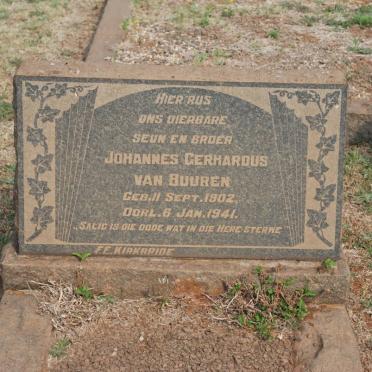 HIER RUS
ONS DIERBARE
SEUN EN BROER
JOHANNES GERHARDUS
VAN BUUREN
GEB.11 SEPT. 1902.
OORL. 6 JAN. 1941.
„SALIG IS DIE DODE WAT IN DIE HERE STERWE
F.E. KIRKBRIDE